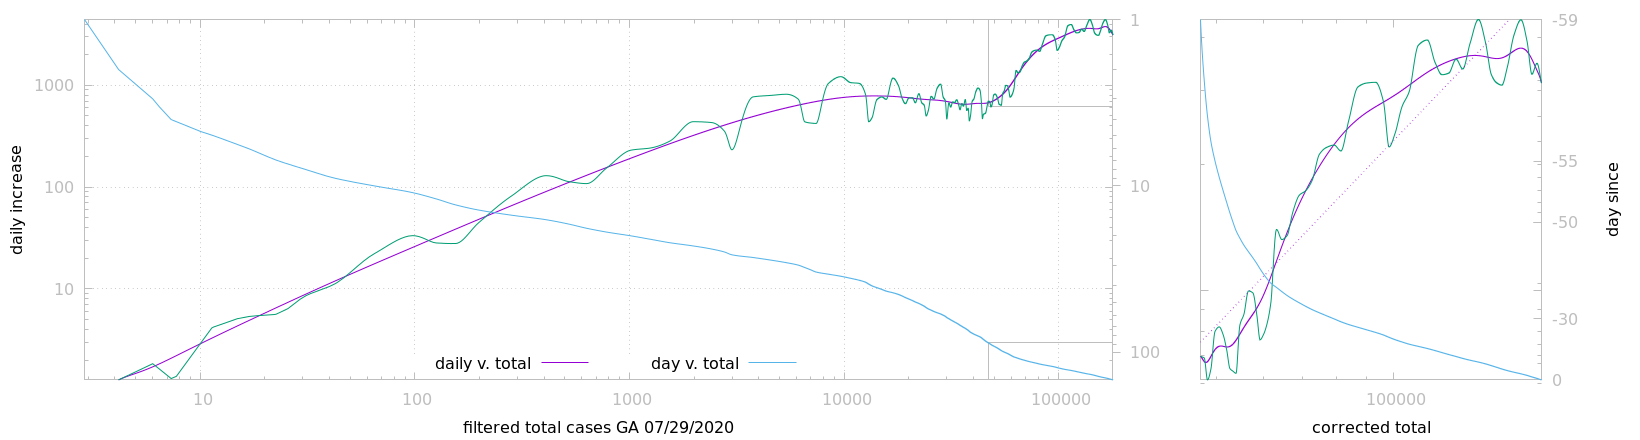 1
-59
1000
daily increase
-55
day since
100
10
-50
10
-30
daily v. total
day v. total
100
0
10
100
1000
10000
100000
100000
filtered total cases GA 07/29/2020
corrected total